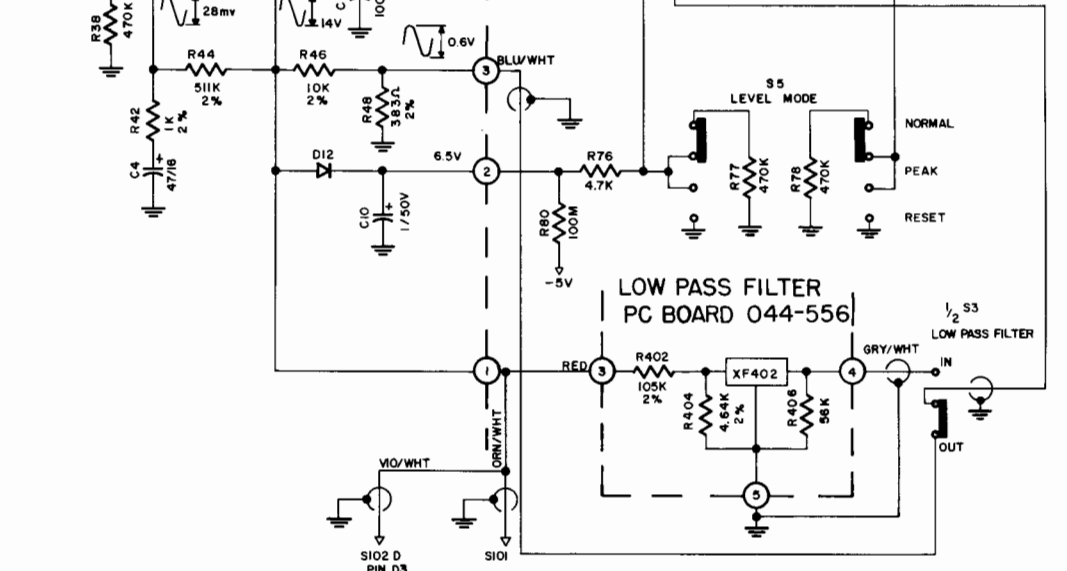 R38
470K
28mv
14V
C
100
0.6V
BLU/WHT
3
R44
511K
2%
R46
10K
2%
R48
383Ω
2%
R42
1K
2%
C4
+
47/16
D12
6.5V
2
C10
+
1/50V
R76
4.7K
R80
100M
-5V
S5
LEVEL MODE
R77
470K
R78
470K
NORMAL
PEAK
RESET
LOW PASS FILTER
PC BOARD 044-556
1/2 S3
LOW PASS FILTER
1
RED
3
R402
105K
2%
XF402
4
GRY/WHT
IN
R404
4.64K
2%
R406
56K
OUT
5
ORN/WHT
VIO/WHT
S102 D
PIN D3
S101